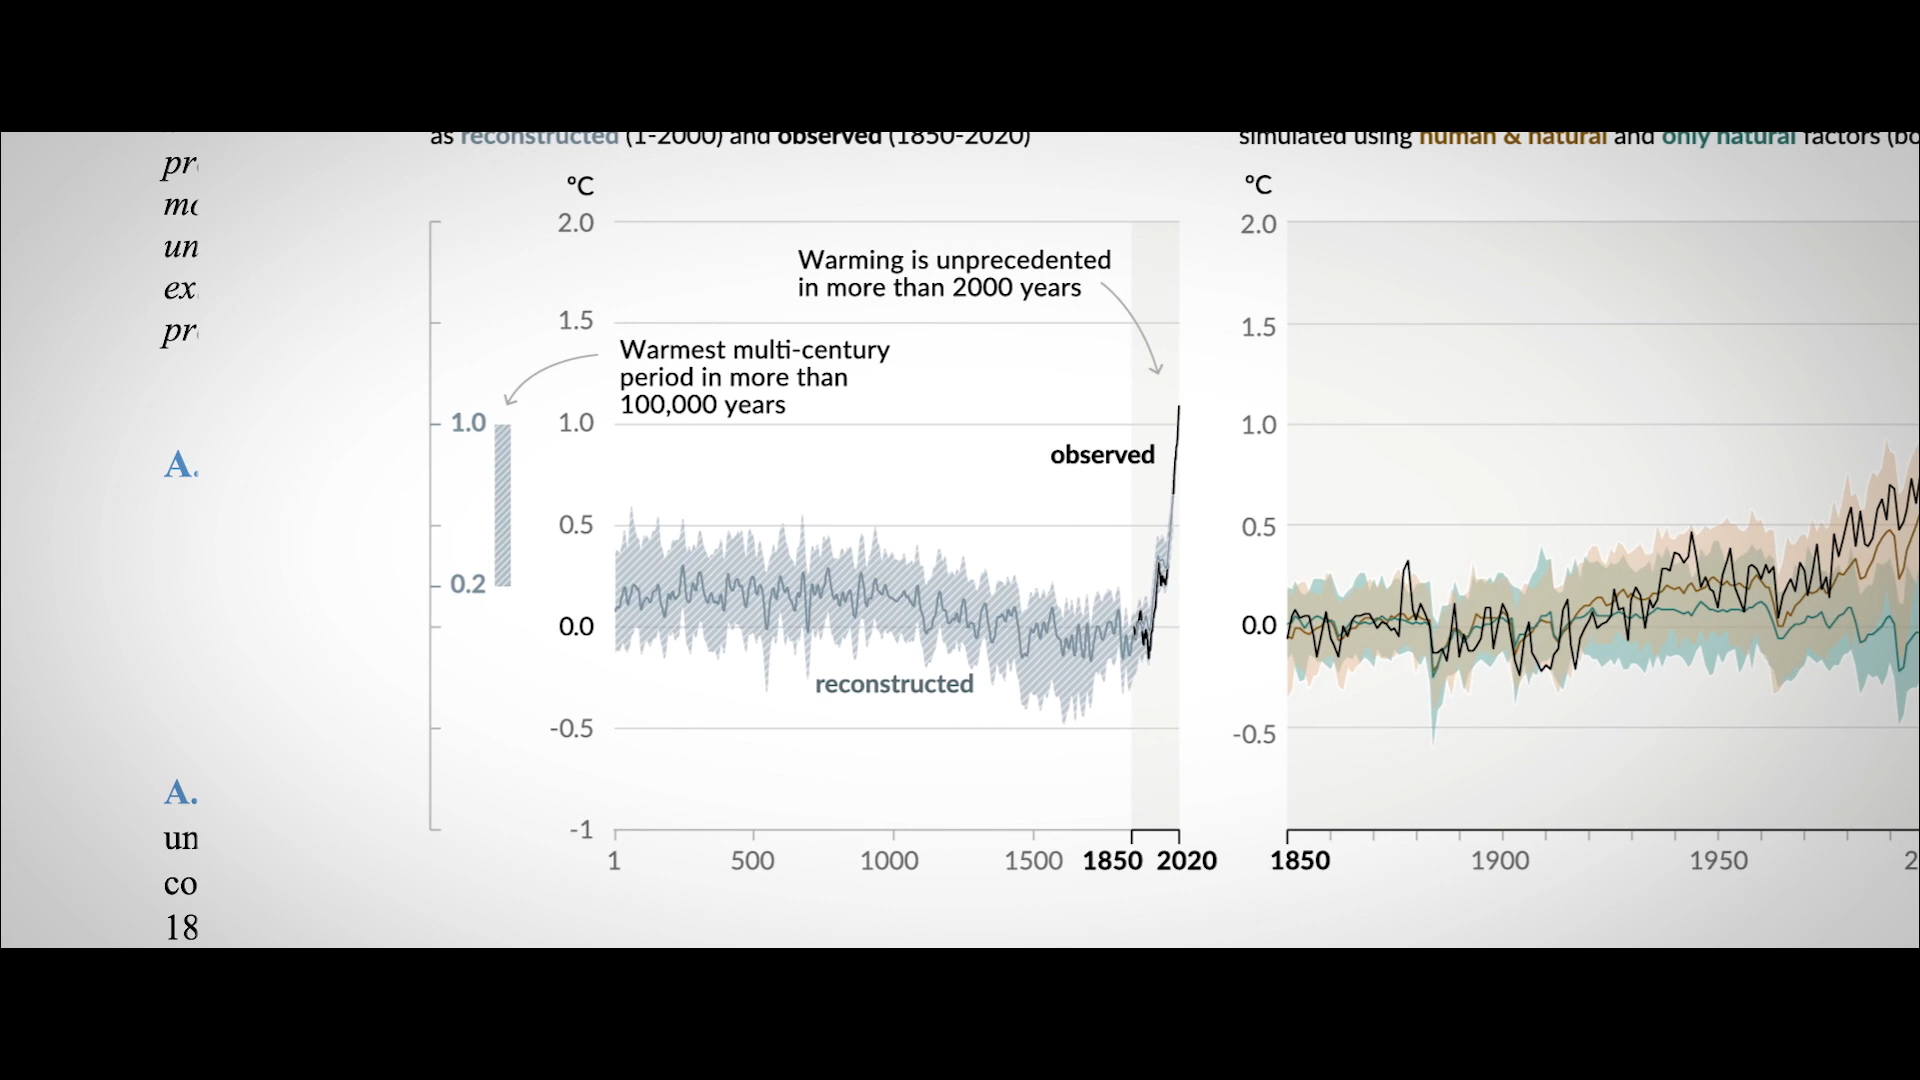 as reconstructed (1-2000) and observed (1850-2020)
simulated using human & natural and only natural factors
°C
2.0
Warming is unprecedented
in more than 2000 years
1.5
Warmest multi-century
period in more than
100,000 years
1.0
1.0
observed
0.5
0.2
0.0
reconstructed
-0.5
-1
1 500 1000 1500 1850 2020
°C
2.0
1.5
1.0
0.5
0.0
-0.5
1850 1900 1950
A.
A.
un
co
18